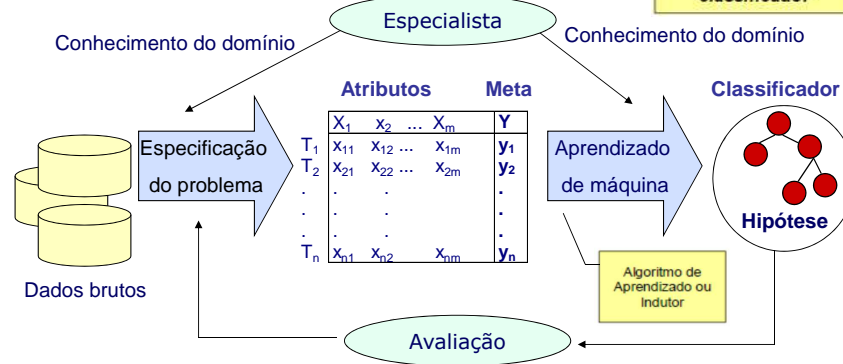 classificador
Especialista
Conhecimento do domínio
Conhecimento do domínio
Atributos Meta
Classificador
X1 x2 ... Xm Y
T1 x11 x12 ... x1m y1
T2 x21 x22 ... x2m y2
. . . .
. . . .
. . . .
Tn xn1 xn2 xnm yn
Especificação
do problema
Aprendizado
de máquina
Hipótese
Dados brutos
Algoritmo de
Aprendizado ou
Indutor
Avaliação